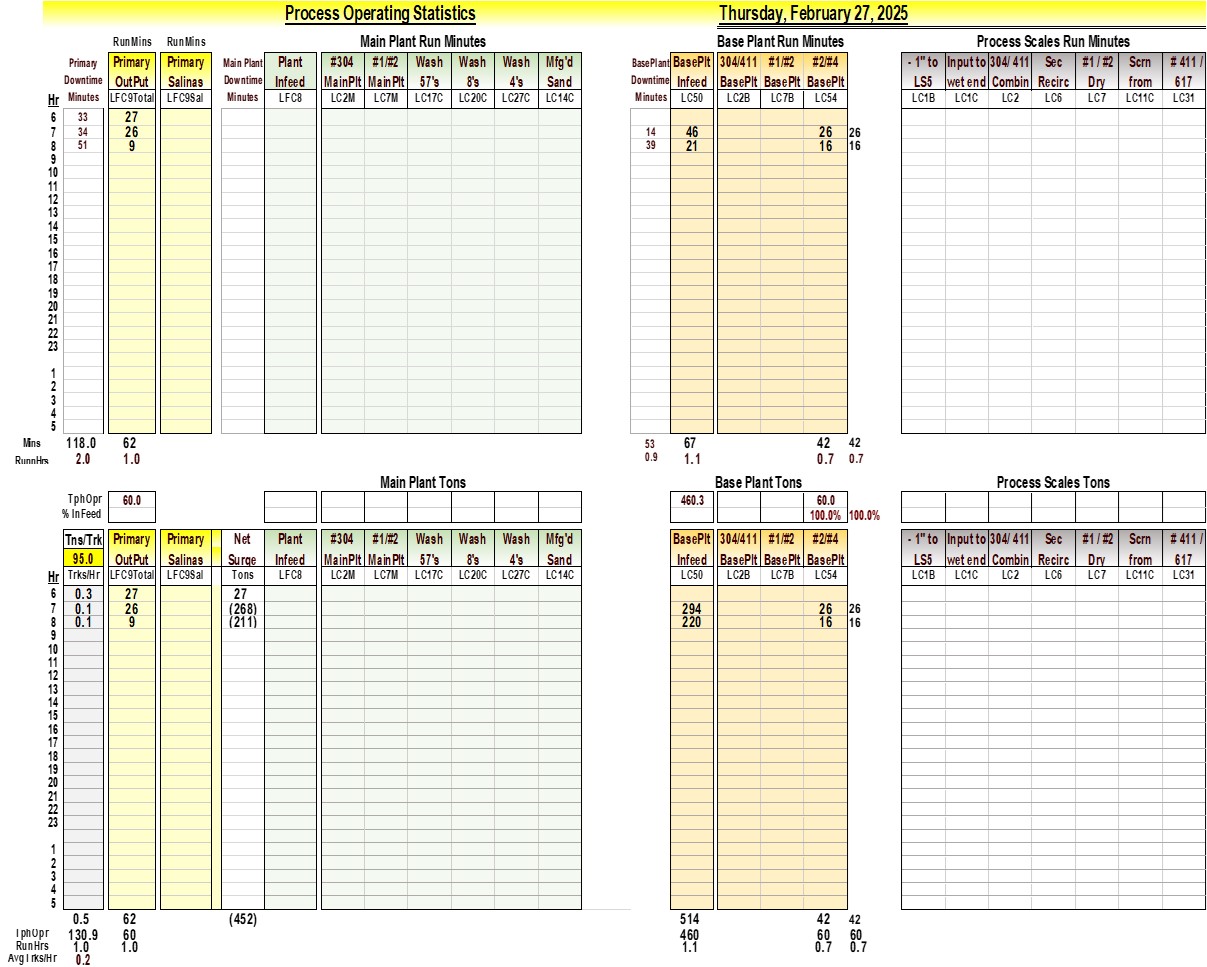 Process Operating Statistics Thursday, February 27, 2025
RunMins RunMins Main Plant Run Minutes Base Plant Run Minutes Process Scales Run Minutes
Primary Primary Primary Main Plant Plant #304 #1/#2 Wash Wash Wash Mfg'd BasePlant BasePlt 304/411 #1/#2 #2/#4 - 1" to Input to 304/ 411 Sec #1 / #2 Scrn # 411 /
Downtime OutPut Salinas Downtime Infeed MainPlt MainPlt 57's 8's 4's Sand Downtime Infeed BasePlt BasePlt BasePlt LS5 wet end Combin Recirc Dry from 617
Hr Minutes LFC9Total LFC9Sal Minutes LFC8 LC2M LC7M LC17C LC20C LC27C LC14C Minutes LC50 LC2B LC7B LC54 LC1B LC1C LC2 LC6 LC7 LC11C LC31
6 33 27
7 34 26 14 46 26 26
8 51 9 39 21 16 16
9
10
11
12
13
14
15
16
17
18
19
20
21
22
23
1
2
3
4
5
Mins 118.0 62 53 67 42 42
RunnHrs 2.0 1.0 0.9 1.1 0.7 0.7
Main Plant Tons Base Plant Tons Process Scales Tons
TphOpr 60.0 460.3 60.0
% InFeed 100.0% 100.0%
Tns/Trk Primary Primary Net Plant #304 #1/#2 Wash Wash Wash Mfg'd BasePlt 304/411 #1/#2 #2/#4 - 1" to Input to 304/ 411 Sec #1 / #2 Scrn # 411 /
95.0 OutPut Salinas Surge Infeed MainPlt MainPlt 57's 8's 4's Sand Infeed BasePlt BasePlt BasePlt LS5 wet end Combin Recirc Dry from 617
Hr Trks/Hr LFC9Total LFC9Sal Tons LFC8 LC2M LC7M LC17C LC20C LC27C LC14C LC50 LC2B LC7B LC54 LC1B LC1C LC2 LC6 LC7 LC11C LC31
6 0.3 27 27
7 0.1 26 (268) 294 26 26
8 0.1 9 (211) 220 16 16
9
10
11
12
13
14
15
16
17
18
19
20
21
22
23
1
2
3
4
5
0.5 62 (452) 514 42 42
TphOpr 130.9 60 460 60 60
RunHrs 1.0 1.0 1.1 0.7 0.7
AvgTrks/Hr 0.2